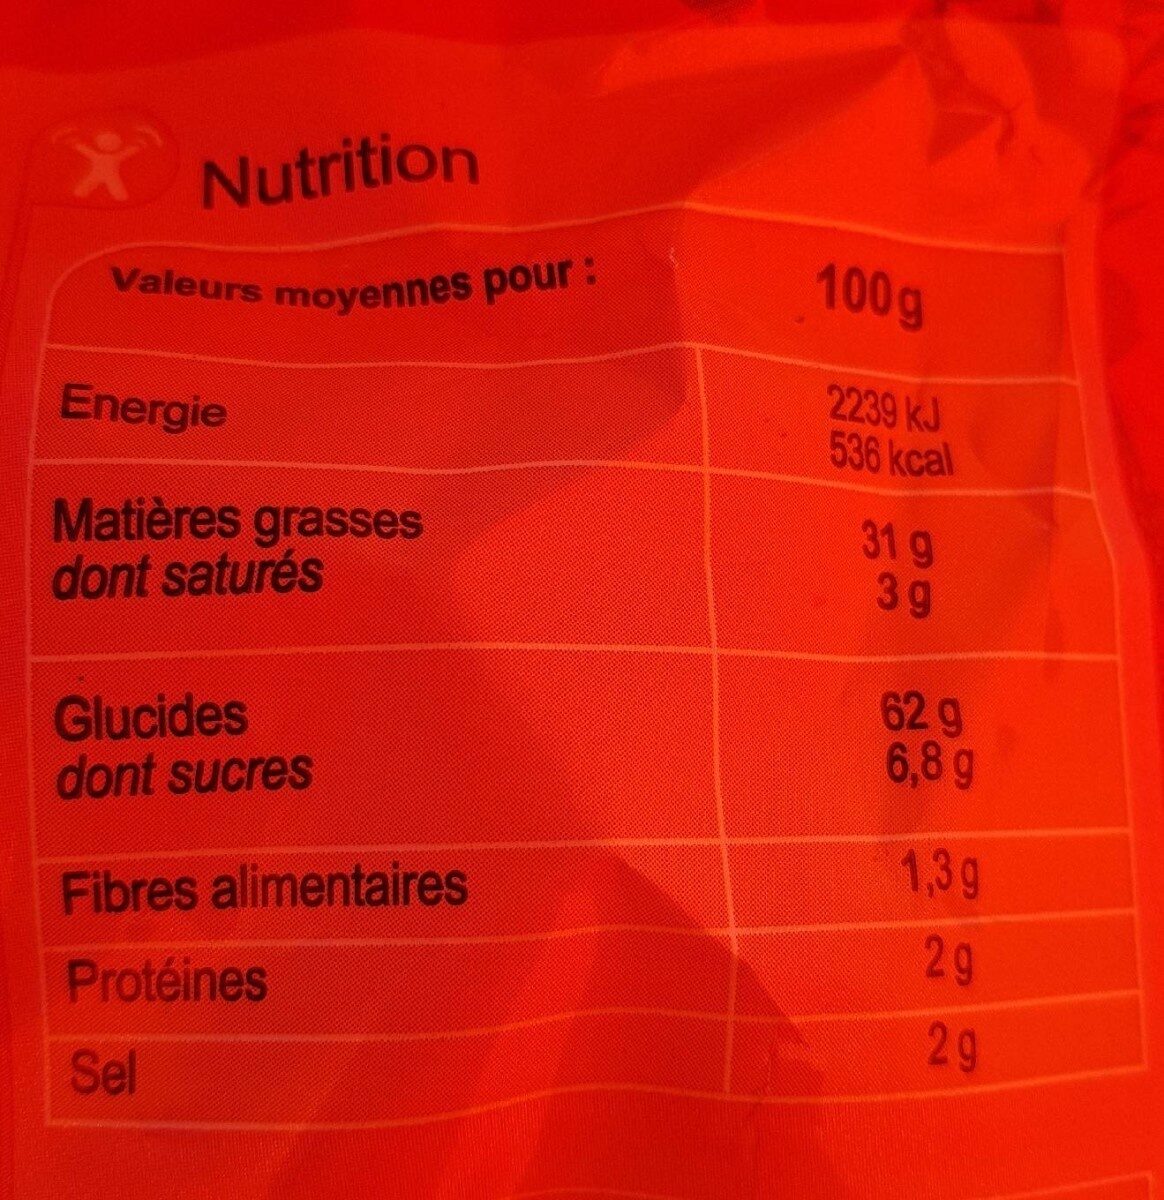 Nutrition
Valeurs moyennes pour : 100g
Energie 2239 kJ
536 kcal
Matières grasses 31 g
dont saturés 3 g
Glucides 62 g
dont sucres 6,8 g
Fibres alimentaires 1,3 g
Protéines 2 g
Sel 2 g